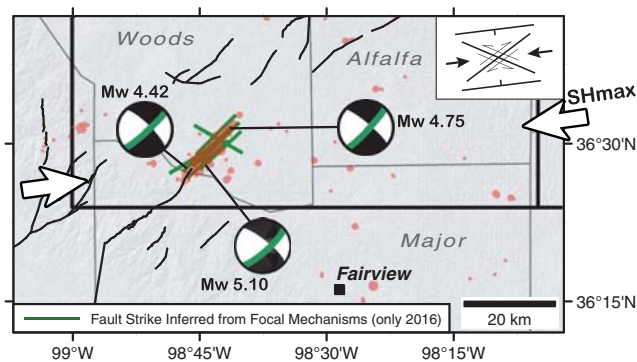 Woods
Alfalfa
SHmax
Mw 4.42
Mw 4.75
36°30'N
Major
Mw 5.10
Fairview
Fault Strike Inferred from Focal Mechanisms (only 2016)
20 km
36°15'N
99°W 98°45'W 98°30'W 98°15'W